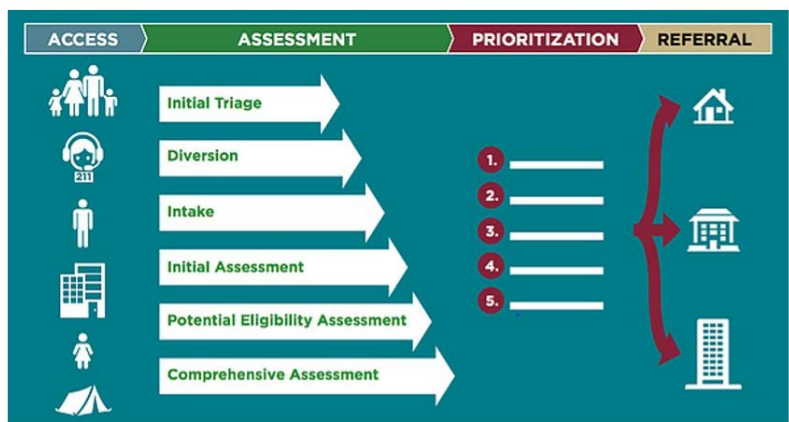 ACCESS
ASSESSMENT
PRIORITIZATION
REFERRAL
Initial Triage
Diversion
211
Intake
Initial Assessment
Potential Eligibility Assessment
Comprehensive Assessment
1.
2.
3.
4.
5.